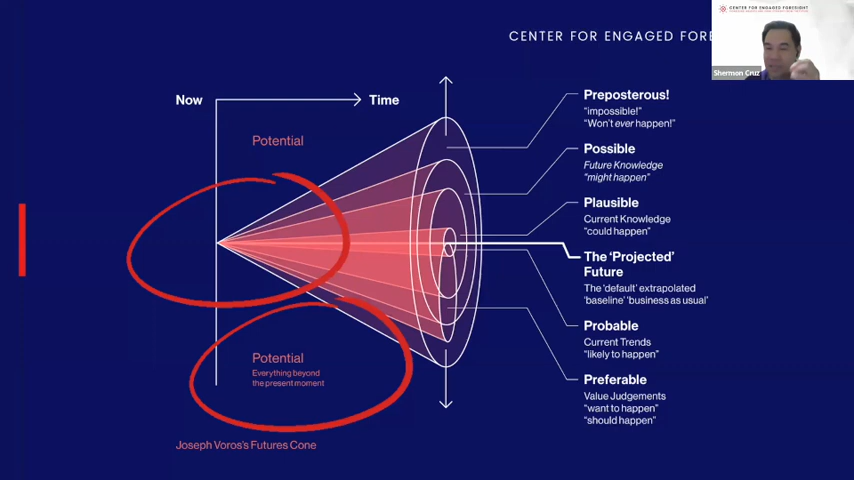 CENTER FOR ENGAGED FORE
CENTER FOR ENGAGED FORESIGHT
Shermon Cruz
Now
Time
Potential
Preposterous!
"impossible!"
"Won't ever happen!"
Possible
Future Knowledge
"might happen"
Plausible
Current Knowledge
"could happen"
The 'Projected'
Future
The 'default' extrapolated
'baseline' 'business as usual'
Probable
Current Trends
"likely to happen"
Preferable
Value Judgements
"want to happen"
"should happen"
Potential
Everything beyond
the present moment
Joseph Voros's Futures Cone